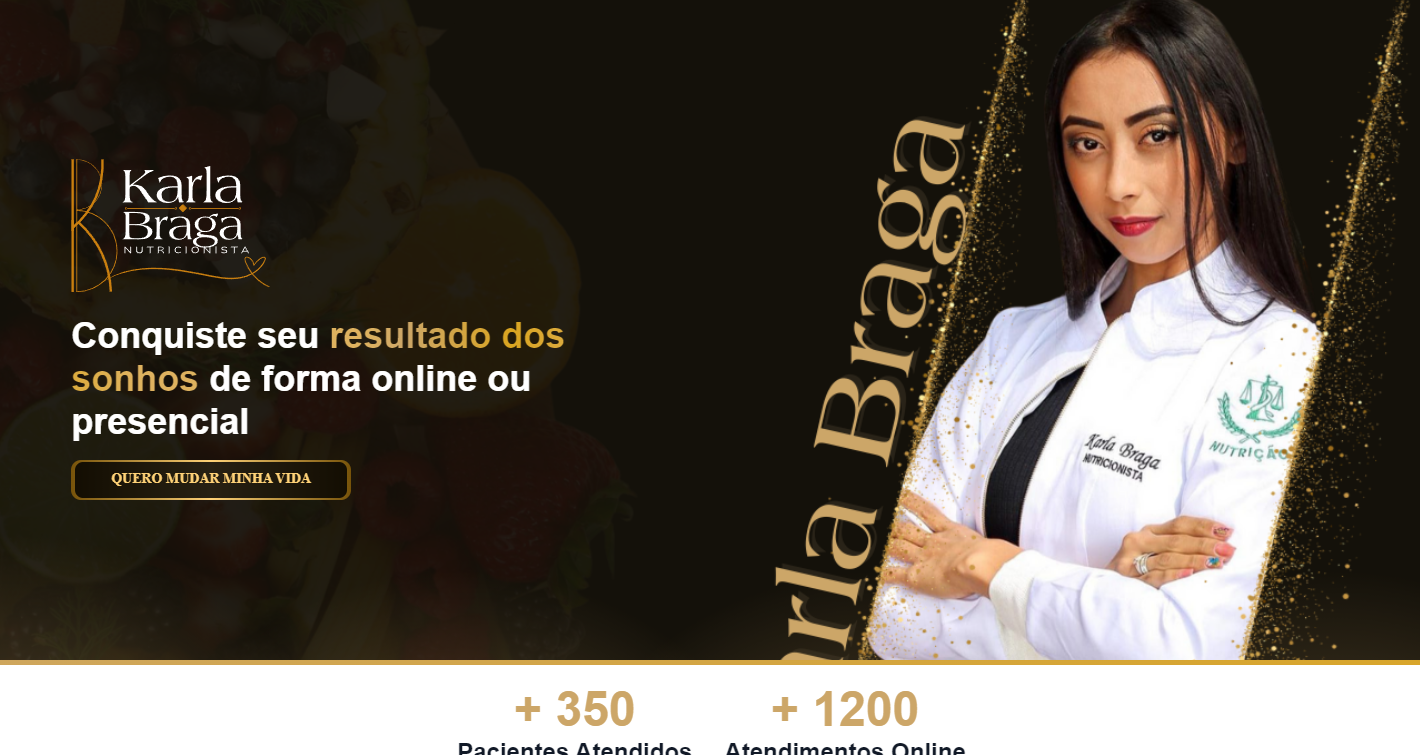 Karla
Braga
NUTRICIONISTA
Conquiste seu resultado dos
sonhos de forma online ou
presencial
QUERO MUDAR MINHA VIDA
arla Braga
Karla Braga
NUTRICIONISTA
NUTRIÇÃO
+ 350
+ 1200
Pacientes Atendidos
Atendimentos Online